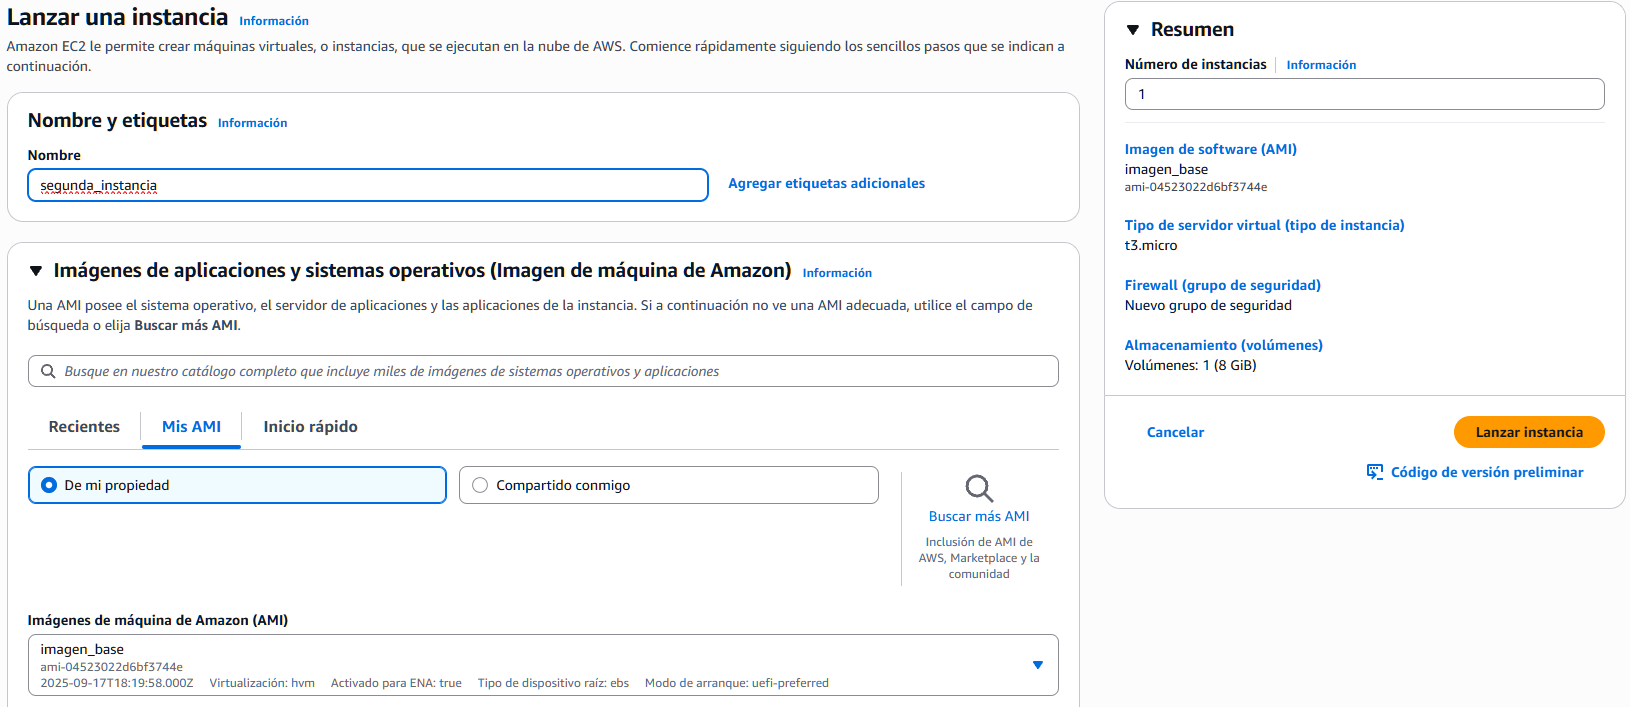 Lanzar una instancia Información
Amazon EC2 le permite crear máquinas virtuales, o instancias, que se ejecutan en la nube de AWS. Comience rápidamente siguiendo los sencillos pasos que se indican a
continuación.
Nombre y etiquetas Información
Nombre
segunda_instancia
Agregar etiquetas adicionales
Imágenes de aplicaciones y sistemas operativos (Imagen de máquina de Amazon) Información
Una AMI posee el sistema operativo, el servidor de aplicaciones y las aplicaciones de la instancia. Si a continuación no ve una AMI adecuada, utilice el campo de
búsqueda o elija Buscar más AMI.
Busque en nuestro catálogo completo que incluye miles de imágenes de sistemas operativos y aplicaciones
Recientes
Mis AMI
Inicio rápido
De mi propiedad
Compartido conmigo
Buscar más AMI
Inclusión de AMI de
AWS, Marketplace y la
comunidad
Imágenes de máquina de Amazon (AMI)
imagen_base
ami-04523022d6bf3744e
2025-09-17T18:19:58.000Z Virtualización: hvm Activado para ENA: true Tipo de dispositivo raíz: ebs Modo de arranque: uefi-preferred
Resumen
Número de instancias Información
1
Imagen de software (AMI)
imagen_base
ami-04523022d6bf3744e
Tipo de servidor virtual (tipo de instancia)
t3.micro
Firewall (grupo de seguridad)
Nuevo grupo de seguridad
Almacenamiento (volúmenes)
Volúmenes: 1 (8 GiB)
Cancelar
Lanzar instancia
Código de versión preliminar